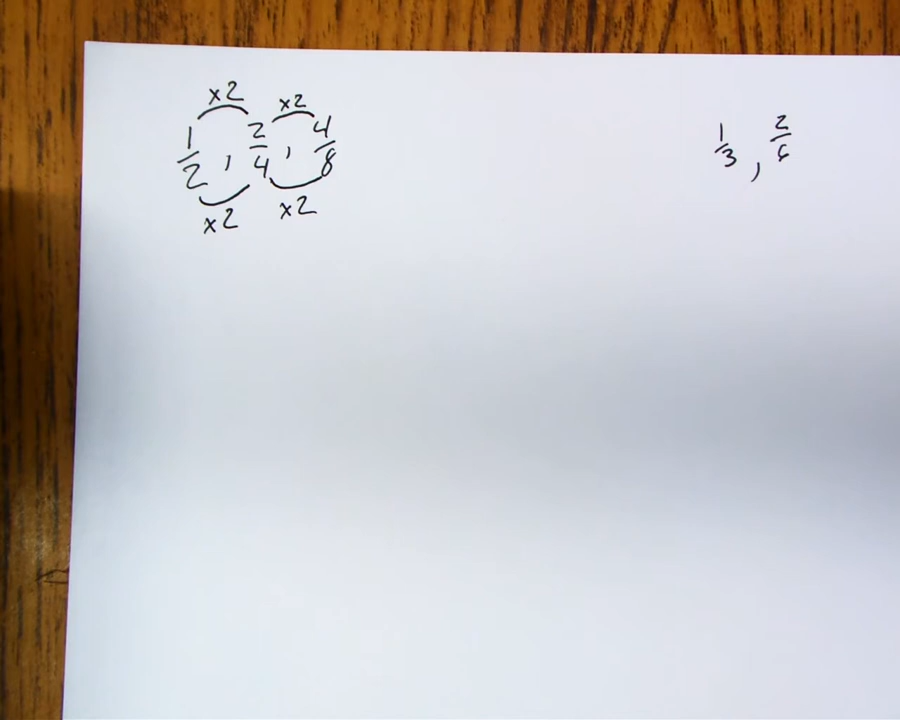 x2 x2
1/2 , 2/4 , 4/8
x2 x2
1/3 , 2/6